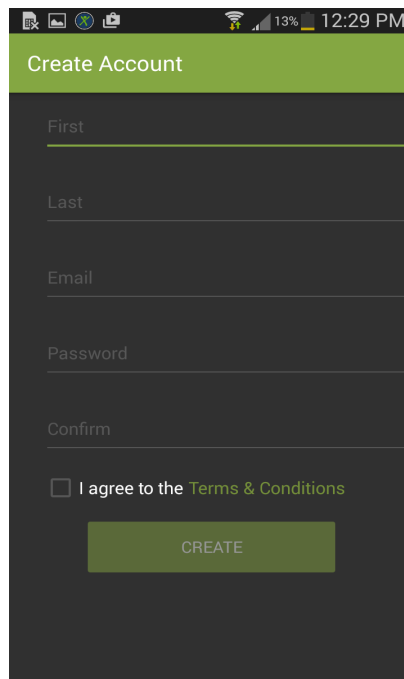 13% 12:29 PM
Create Account
First
Last
Email
Password
Confirm
I agree to the Terms & Conditions
CREATE